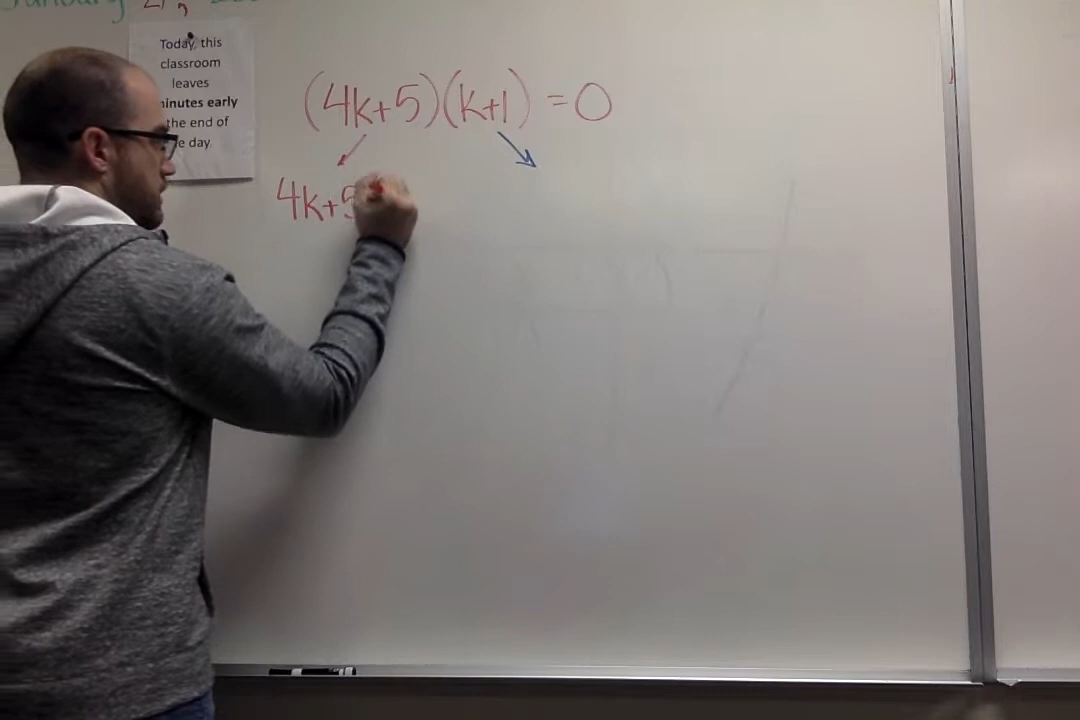 Today, this
classroom
leaves
minutes early
the end of
day.
(4k+5)(k+1)=0
4k+5